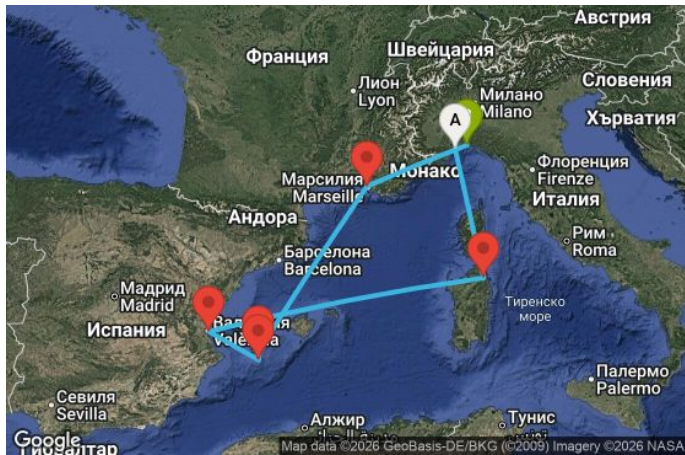 Австрия
Франция
Швейцария
Словения
Лион
Lyon
Милано
Milano
Хърватия
A
Монако
Марсилия
Marseille
Флоренция
Firenze
Италия
Андора
Барселона
Barcelona
Рим
Roma
Мадрид
Madrid
Испания
Тиренско
море
Севиля
Sevilla
Палермо
Palermo
Алжир
Тунис
Google
Map data ©2026 GeoBasis-DE/BKG (©2009) Imagery ©2026 NASA